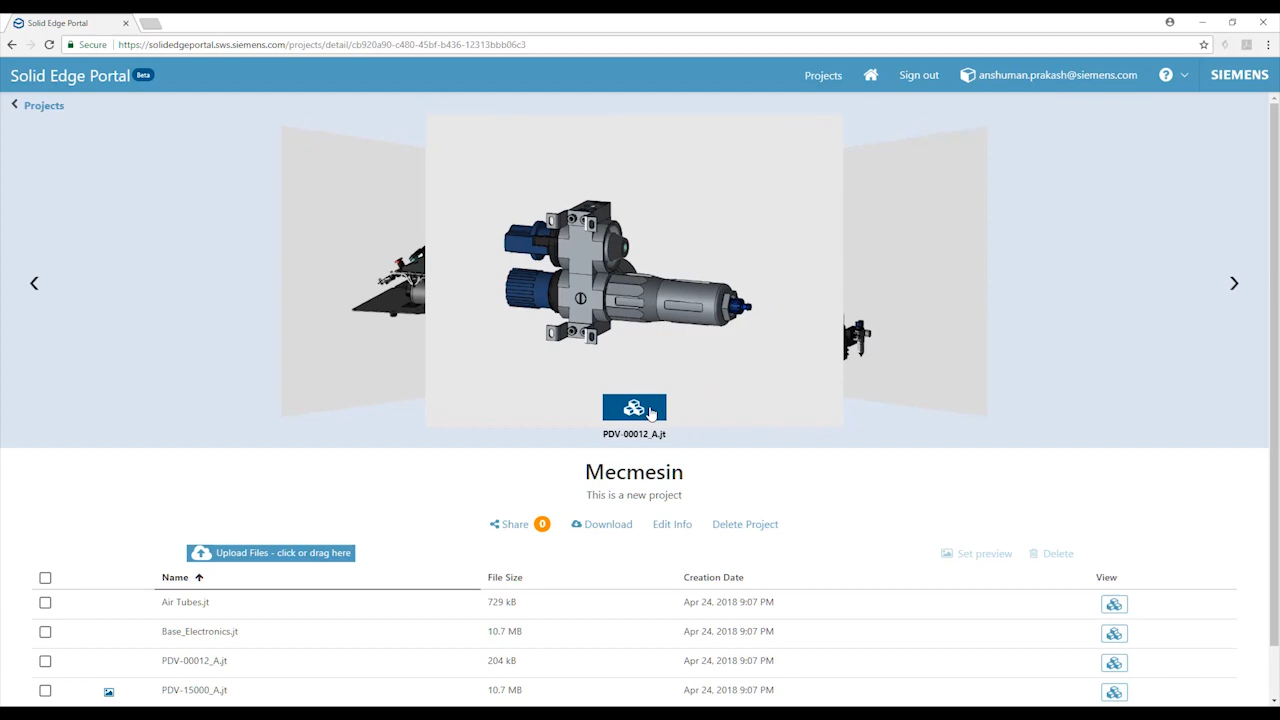 Solid Edge Portal
Secure https://solidedgeportal.sws.siemens.com/projects/detail/cb920a90-c480-45bf-b436-12313bbb06c3
Solid Edge Portal Beta Projects Sign out anshuman.prakash@siemens.com ? SIEMENS
Projects
PDV-00012_A.jt
Mecmesin
This is a new project
Share 0 Download Edit Info Delete Project
Upload Files - click or drag here Set preview Delete
Name File Size Creation Date View
Air Tubes.jt 729 kB Apr 24, 2018 9:07 PM
Base_Electronics.jt 10.7 MB Apr 24, 2018 9:07 PM
PDV-00012_A.jt 204 kB Apr 24, 2018 9:07 PM
PDV-15000_A.jt 10.7 MB Apr 24, 2018 9:07 PM